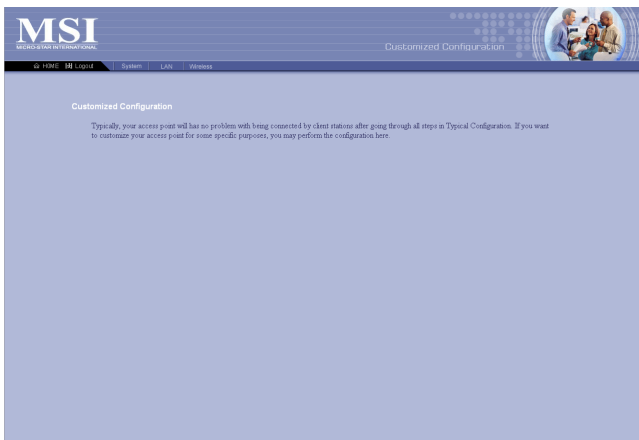 MSI
MICRO-STAR INTERNATIONAL
Customized Configuration
HOME Logout System LAN Wireless
Customized Configuration
Typically, your access point will has no problem with being connected by client stations after going through all steps in Typical Configuration. If you want
to customize your access point for some specific purposes, you may perform the configuration here.